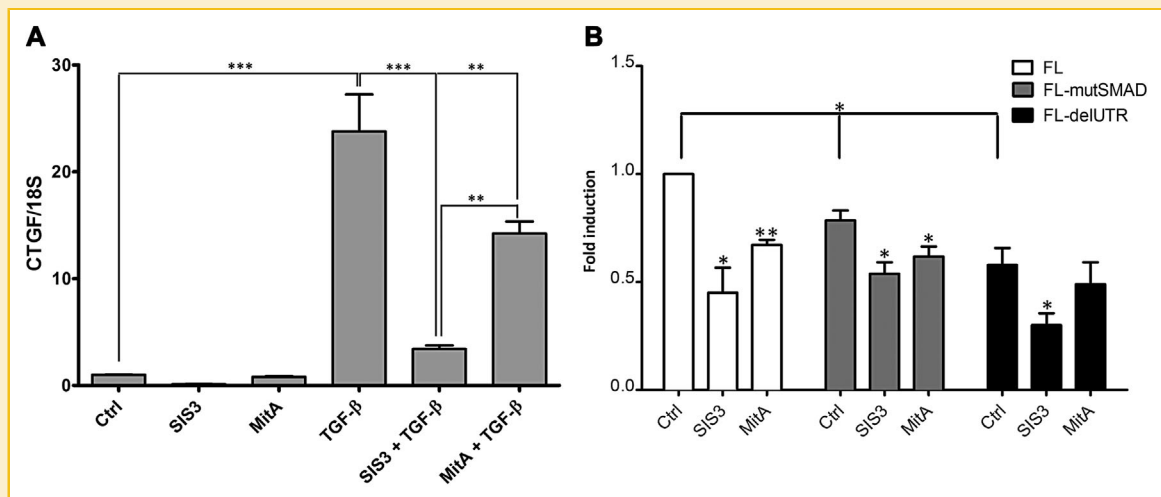 A
CTGF/18S
30
20
10
0
***
***
**
**
Ctrl
SIS3
MitA
TGF-β
SIS3 + TGF-β
MitA + TGF-β
B
Fold induction
1.5
1.0
0.5
0.0
FL
FL-mutSMAD
FL-delUTR
*
*
**
*
*
*
Ctrl
SIS3
MitA
Ctrl
SIS3
MitA
Ctrl
SIS3
MitA